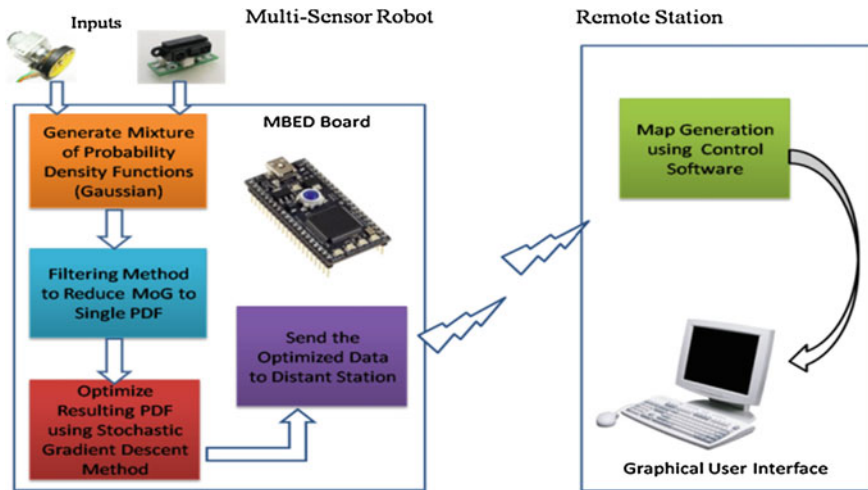 Inputs
Multi-Sensor Robot
Remote Station
MBED Board
Generate Mixture
of Probability
Density Functions
(Gaussian)
Filtering Method
to Reduce MoG to
Single PDF
Optimize
Resulting PDF
using Stochastic
Gradient Descent
Method
Send the
Optimized Data
to Distant Station
Map Generation
using Control
Software
Graphical User Interface